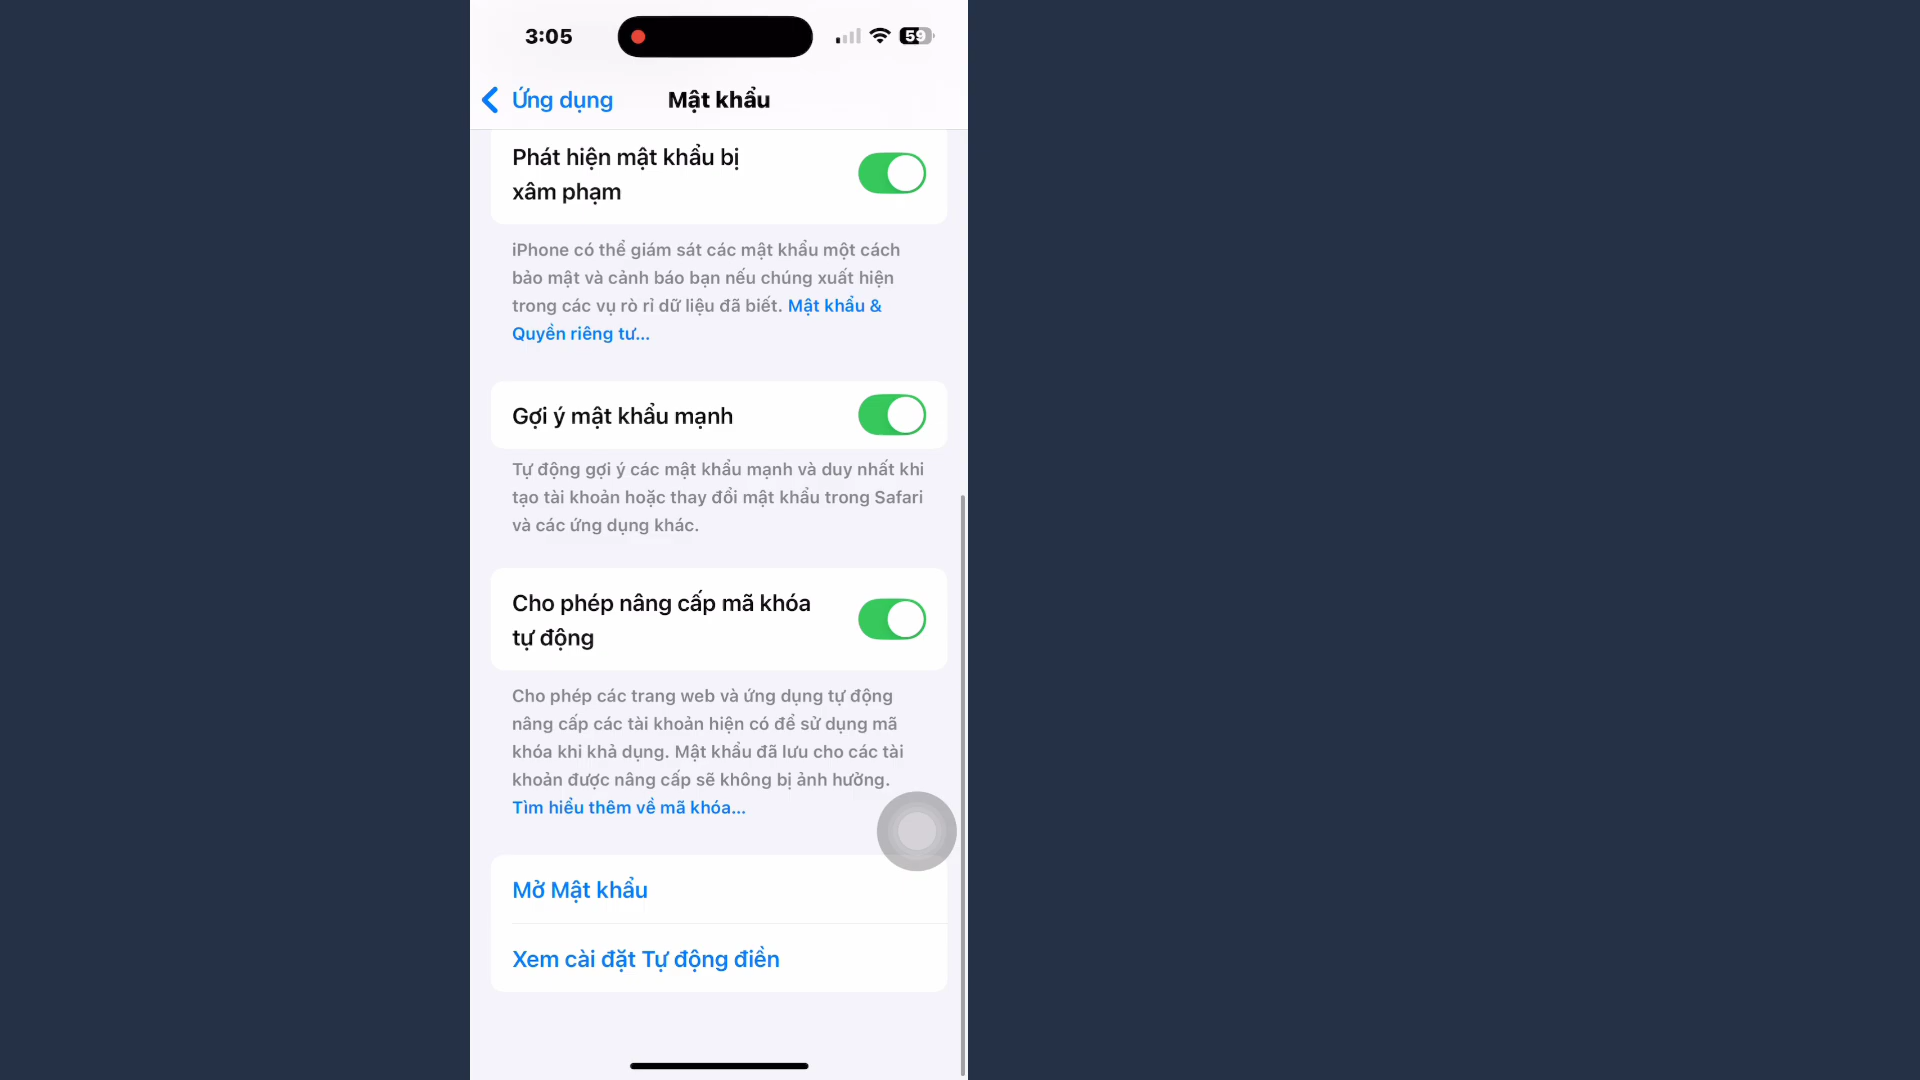 3:05
59
Ứng dụng
Mật khẩu
Phát hiện mật khẩu bị
xâm phạm
iPhone có thể giám sát các mật khẩu một cách
bảo mật và cảnh báo bạn nếu chúng xuất hiện
trong các vụ rò rỉ dữ liệu đã biết. Mật khẩu &
Quyền riêng tư...
Gợi ý mật khẩu mạnh
Tự động gợi ý các mật khẩu mạnh và duy nhất khi
tạo tài khoản hoặc thay đổi mật khẩu trong Safari
và các ứng dụng khác.
Cho phép nâng cấp mã khóa
tự động
Cho phép các trang web và ứng dụng tự động
nâng cấp các tài khoản hiện có để sử dụng mã
khóa khi khả dụng. Mật khẩu đã lưu cho các tài
khoản được nâng cấp sẽ không bị ảnh hưởng.
Tìm hiểu thêm về mã khóa...
Mở Mật khẩu
Xem cài đặt Tự động điền